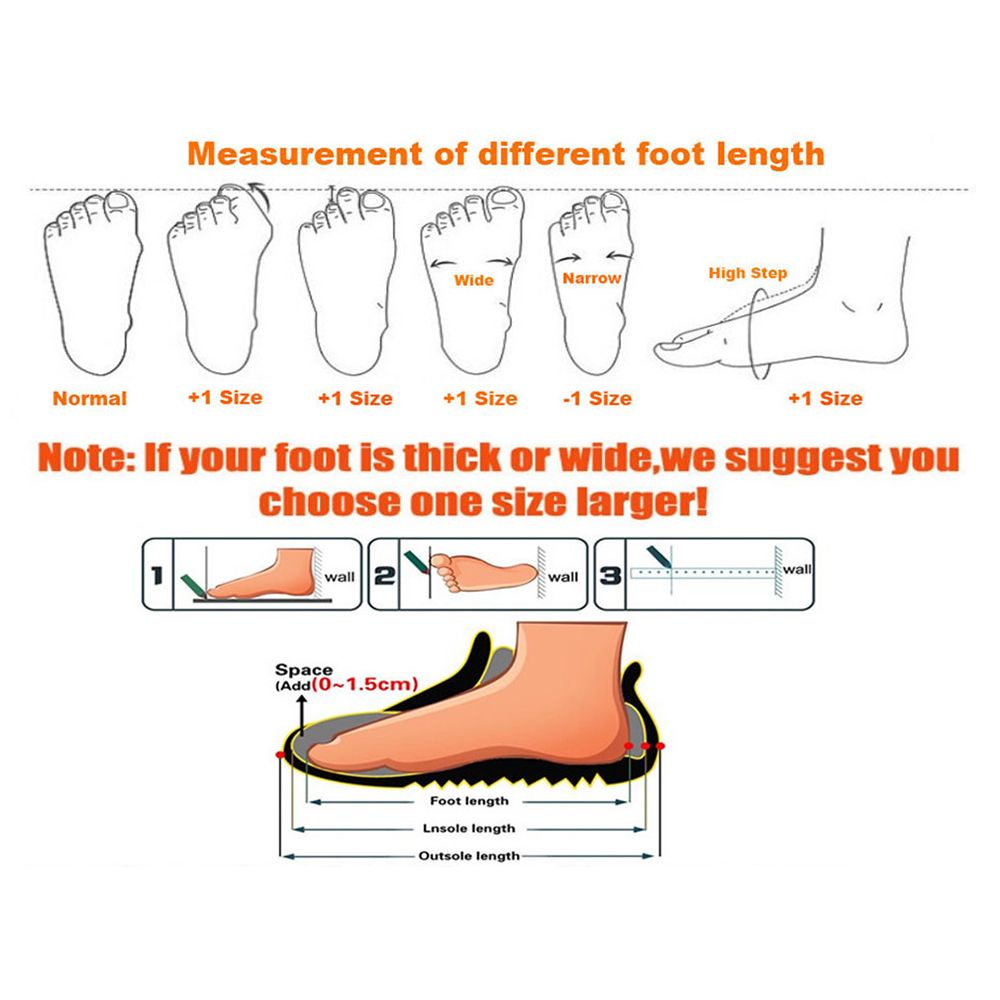 Measurement of different foot length
Wide
Narrow
High Step
Normal
+1 Size
+1 Size
+1 Size
-1 Size
+1 Size
Note: If your foot is thick or wide,we suggest you
choose one size larger!
1
wall
2
wall
3
wall
Space
(Add(0~1.5cm)
Foot length
Lnsole length
Outsole length